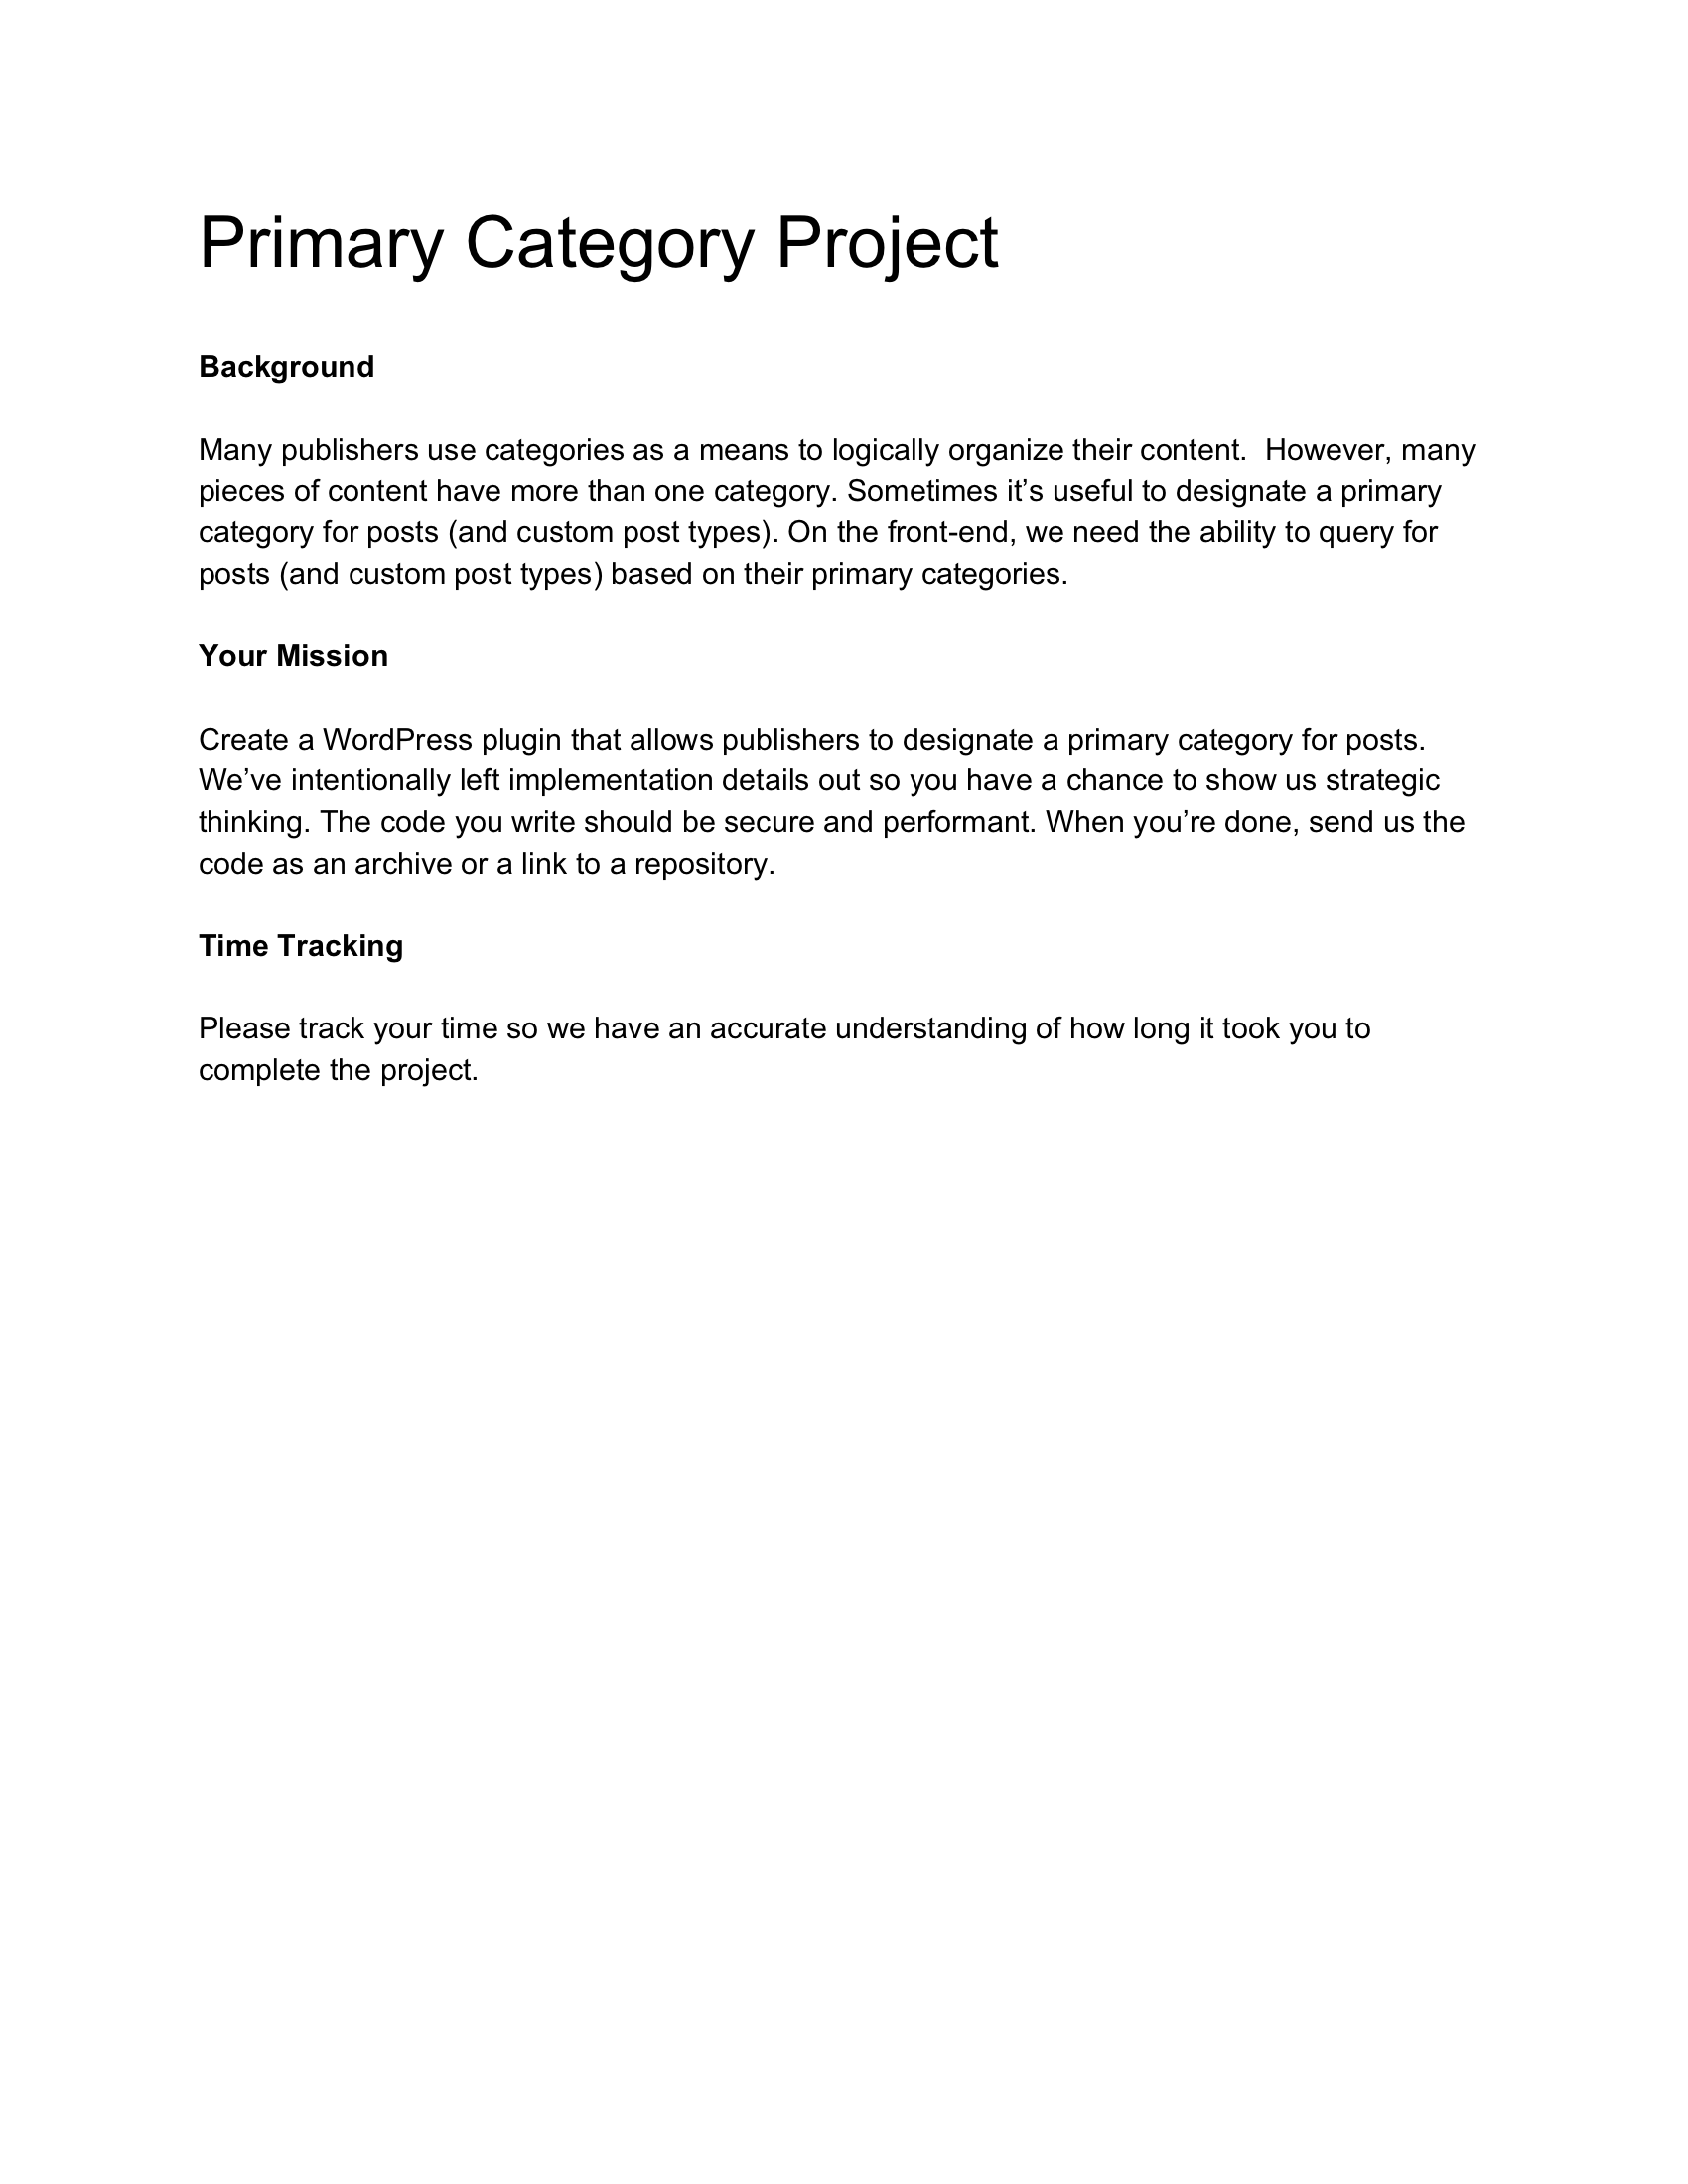 Primary Category Project
Background
Many publishers use categories as a means to logically organize their content.  However, many
pieces of content have more than one category. Sometimes it’s useful to designate a primary
category for posts (and custom post types). On the front-end, we need the ability to query for
posts (and custom post types) based on their primary categories.
Your Mission
Create a WordPress plugin that allows publishers to designate a primary category for posts.
We’ve intentionally left implementation details out so you have a chance to show us strategic
thinking. The code you write should be secure and performant. When you’re done, send us the
code as an archive or a link to a repository.
Time Tracking
Please track your time so we have an accurate understanding of how long it took you to
complete the project.